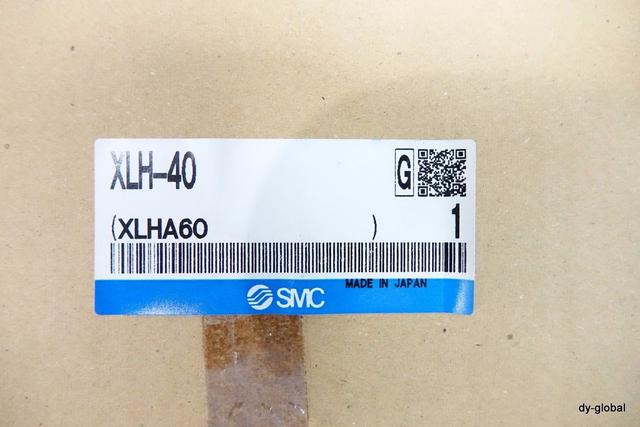 XLH-40
G
(XLHA60 )
1
SMC
MADE IN JAPAN
dy-global